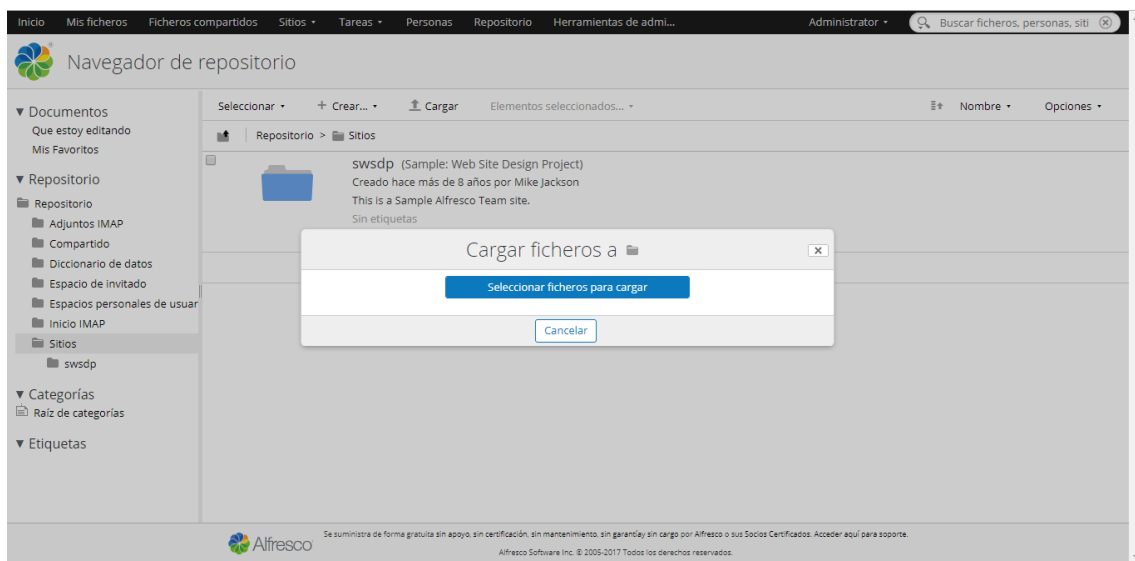 Inicio Mis ficheros Ficheros compartidos Sitios Tareas Personas Repositorio Herramientas de admi... Administrator Buscar ficheros, personas, siti
Navegador de repositorio
Documentos
Que estoy editando
Mis Favoritos
Repositorio
Repositorio
Adjuntos IMAP
Compartido
Diccionario de datos
Espacio de invitado
Espacios personales de usuar
Inicio IMAP
Sitios
swsdp
Categorías
Raíz de categorías
Etiquetas
Seleccionar + Crear... Cargar Elementos seleccionados... Nombre Opciones
Repositorio > Sitios
swsdp (Sample: Web Site Design Project)
Creado hace más de 8 años por Mike Jackson
This is a Sample Alfresco Team site.
Sin etiquetas
Cargar ficheros a
Seleccionar ficheros para cargar
Cancelar
Alfresco
Se suministra de forma gratuita sin apoyo, sin certificación, sin mantenimiento, sin garantíay sin cargo por Alfresco o sus Socios Certificados. Acceder aquí para soporte.
Alfresco Software Inc. © 2005-2017 Todos los derechos reservados.